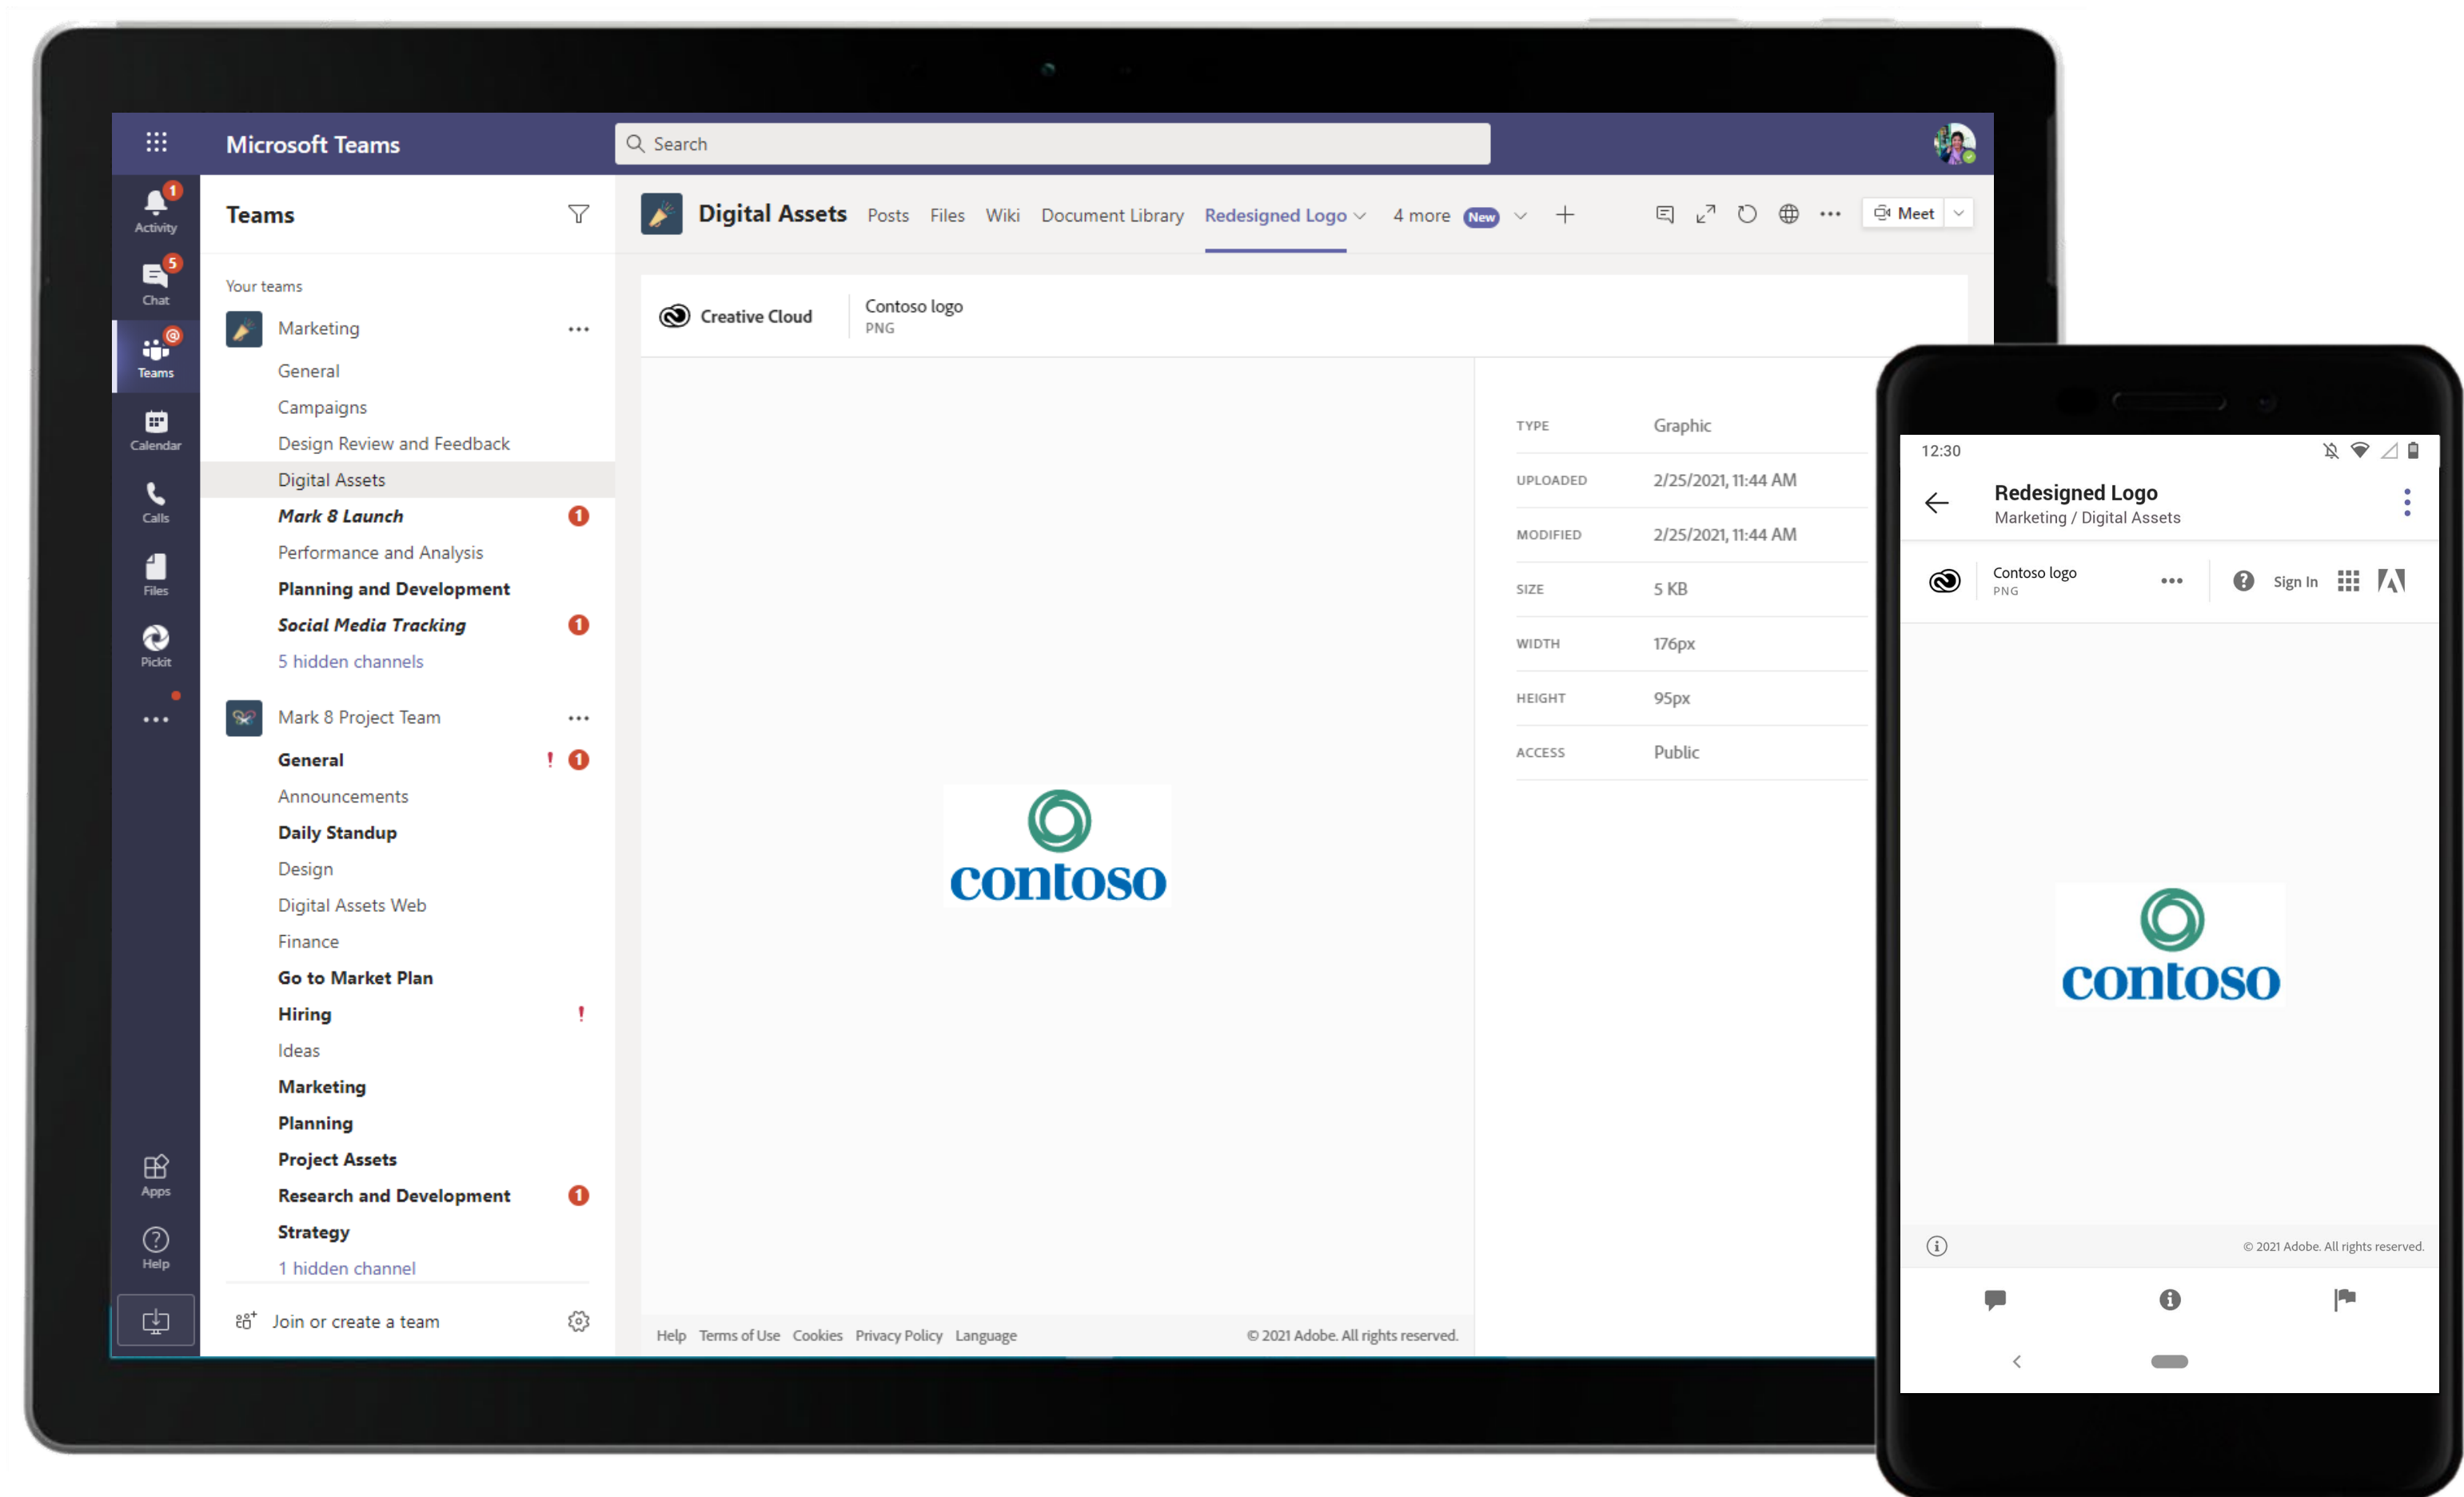 Microsoft Teams
Search
1
Activity
5
Chat
@
Teams
Calendar
Calls
Files
Pickit
Apps
Help
Teams
Your teams
Marketing
General
Campaigns
Design Review and Feedback
Digital Assets
Mark 8 Launch 1
Performance and Analysis
Planning and Development
Social Media Tracking 1
5 hidden channels
Mark 8 Project Team
General ! 1
Announcements
Daily Standup
Design
Digital Assets Web
Finance
Go to Market Plan
Hiring !
Ideas
Marketing
Planning
Project Assets
Research and Development 1
Strategy
1 hidden channel
Join or create a team
Digital Assets Posts Files Wiki Document Library Redesigned Logo 4 more New Meet
Creative Cloud
Contoso logo
PNG
contoso
TYPE Graphic
UPLOADED 2/25/2021, 11:44 AM
MODIFIED 2/25/2021, 11:44 AM
SIZE 5 KB
WIDTH 176px
HEIGHT 95px
ACCESS Public
Help Terms of Use Cookies Privacy Policy Language © 2021 Adobe. All rights reserved.
12:30
Redesigned Logo
Marketing / Digital Assets
Contoso logo
PNG
Sign In
contoso
© 2021 Adobe. All rights reserved.